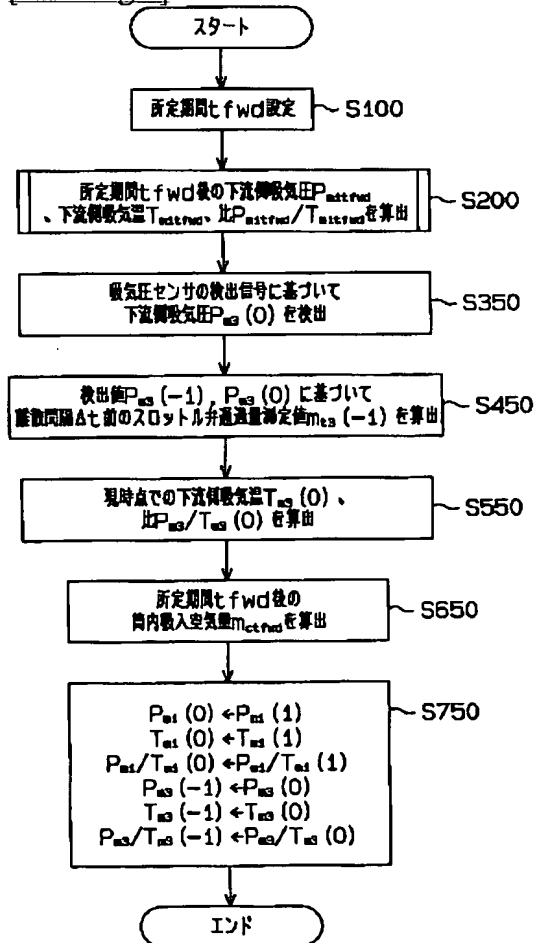 スタート
所定期間tfwd設定
S100
所定期間tfwd後の下流側吸気圧Pmitfwd
、下流側吸気温Tmitfwd、比Pmitfwd/Tmitfwdを算出
S200
吸気圧センサの検出信号に基づいて
下流側吸気圧Pm3(0)を検出
S350
検出値Pm3(-1), Pm3(0)に基づいて
離散間隔Δt前のスロットル弁通過量測定値mt3(-1)を算出
S450
現時点での下流側吸気温Tm3(0)、
比Pm3/Tm3(0)を算出
S550
所定期間tfwd後の
筒内吸入空気量mctfwdを算出
S650
Pmi(0)←Pmi(1)
Tmi(0)←Tmi(1)
Pmi/Tmi(0)←Pmi/Tmi(1)
Pm3(-1)←Pm3(0)
Tm3(-1)←Tm3(0)
Pm3/Tm3(-1)←Pm3/Tm3(0)
S750
エンド